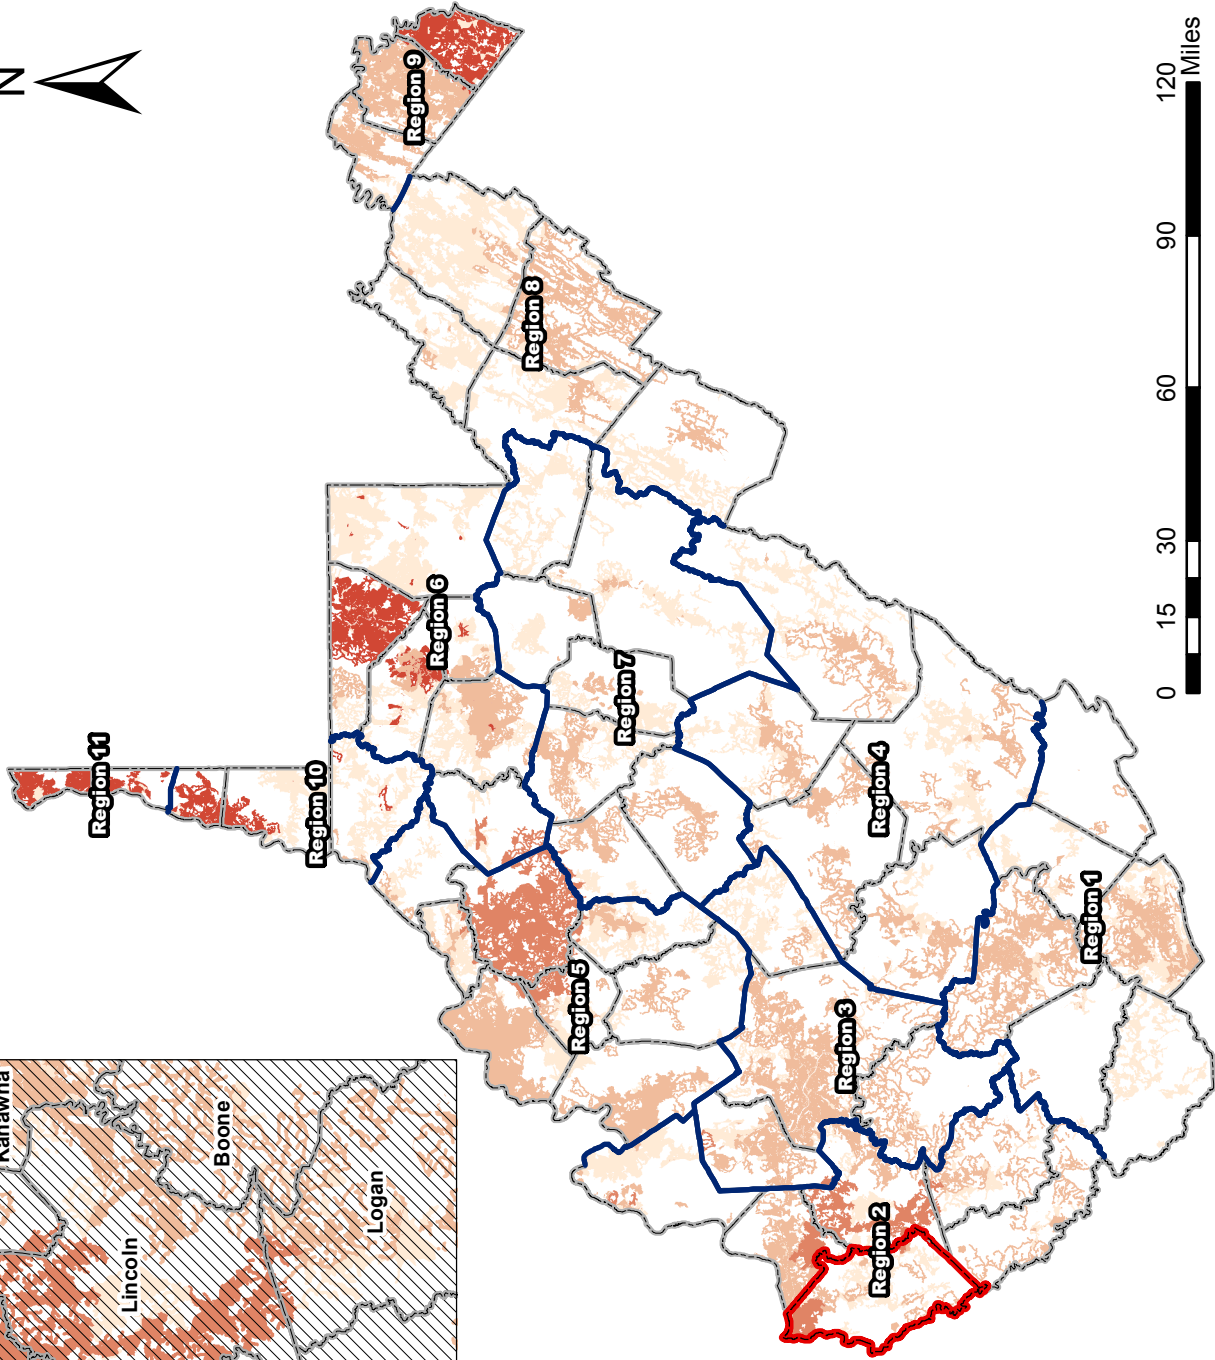 N
Kanawha
Lincoln
Boone
Logan
Region 11
Region 10
Region 9
Region 6
Region 8
Region 7
Region 5
Region 4
Region 3
Region 1
Region 2
0 15 30 60 90 120
Miles